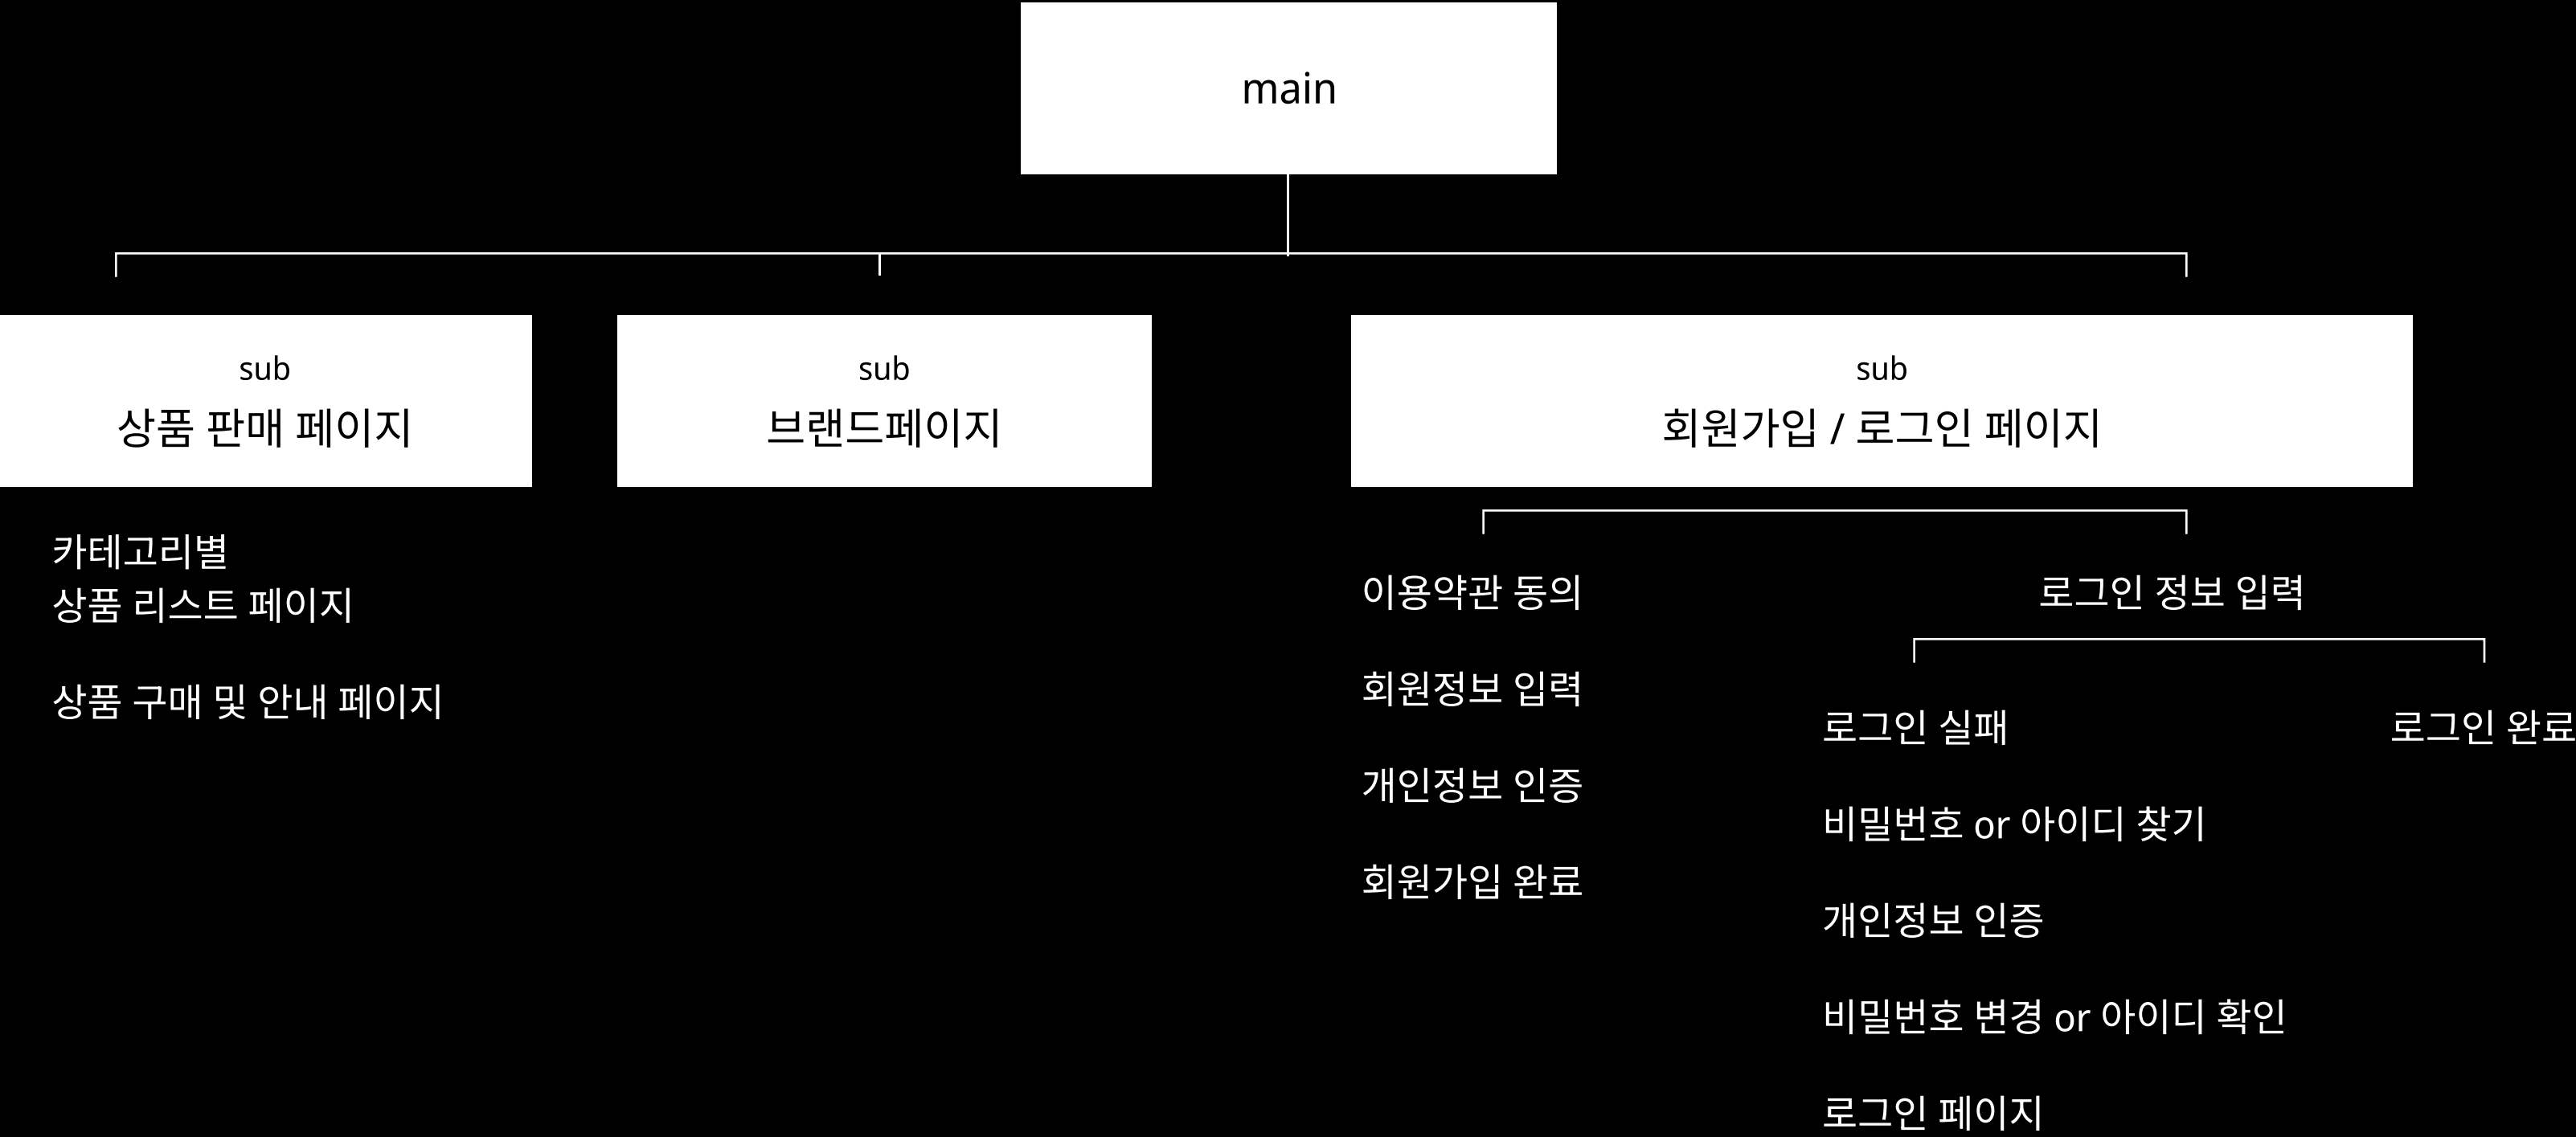 main
sub
상품 판매 페이지
sub
브랜드페이지
sub
회원가입 / 로그인 페이지
카테고리별
상품 리스트 페이지
상품 구매 및 안내 페이지
이용약관 동의
회원정보 입력
개인정보 인증
회원가입 완료
로그인 정보 입력
로그인 실패
비밀번호 or 아이디 찾기
개인정보 인증
비밀번호 변경 or 아이디 확인
로그인 페이지
로그인 완료